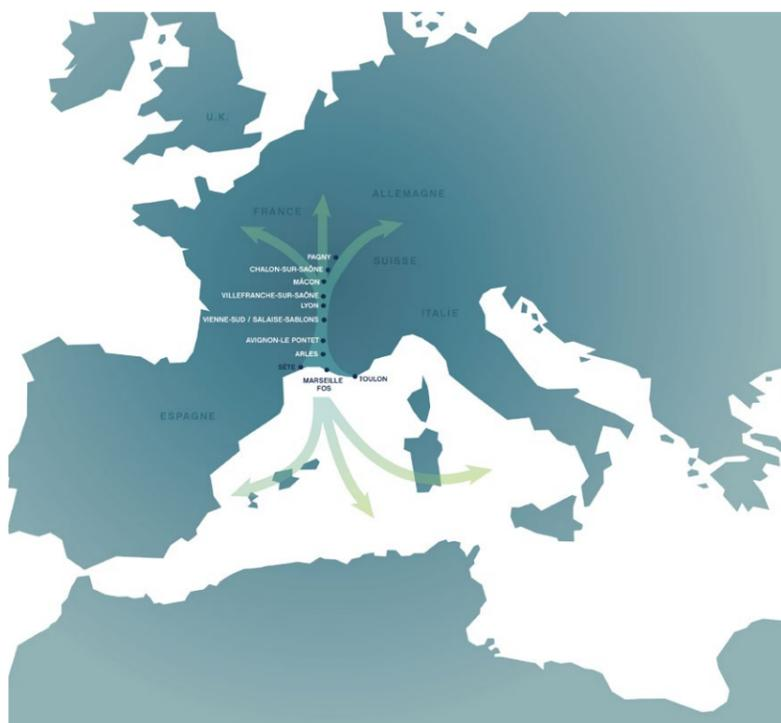 U.K.
ALLEMAGNE
FRANCE
PAGNY
SUISSE
CHALON-SUR-SAÔNE
MÂCON
VILLEFRANCHE-SUR-SAÔNE
LYON
ITALIE
VIENNE-SUD / SALAISE-SABLONS
AVIGNON-LE PONTET
ARLES
SÈTE
MARSEILLE
FOS
TOULON
ESPAGNE